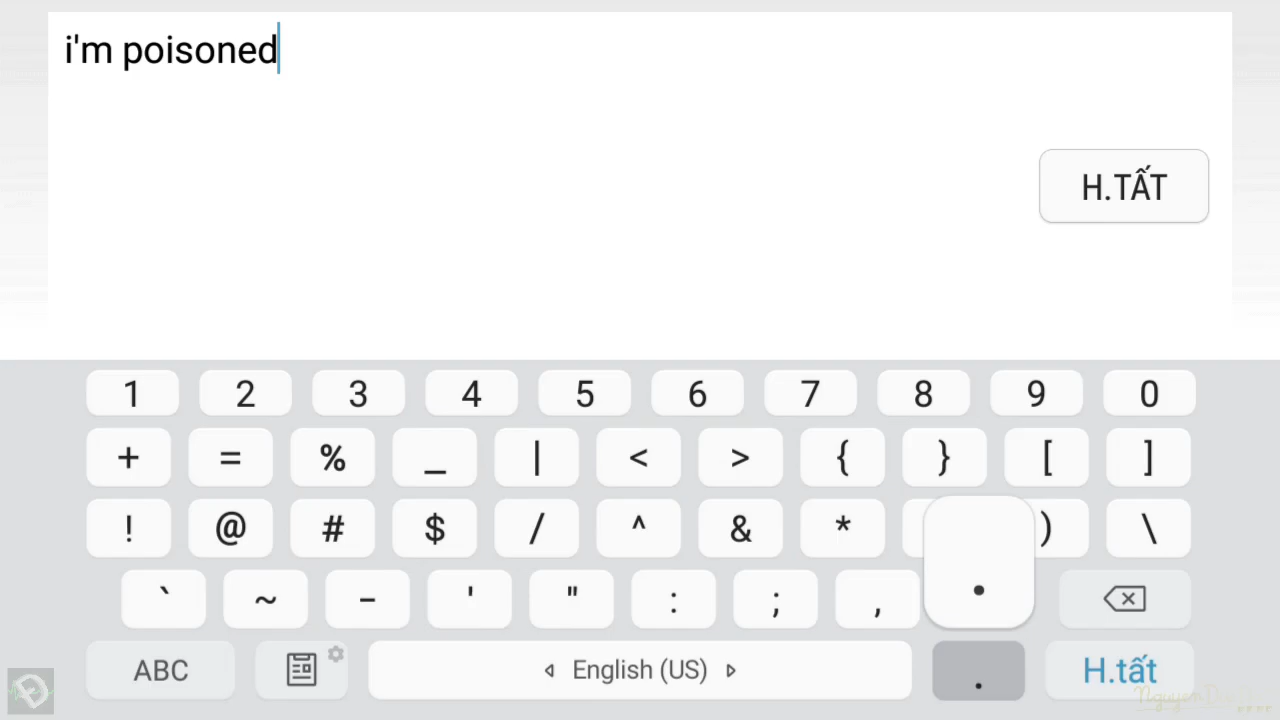 i'm poisoned
H.TẤT
1 2 3 4 5 6 7 8 9 0
+ = % _ | < > { } [ ]
! @ # $ / ^ & * ) \
` ~ - ' " : ; , .
ABC English (US) . H.tất